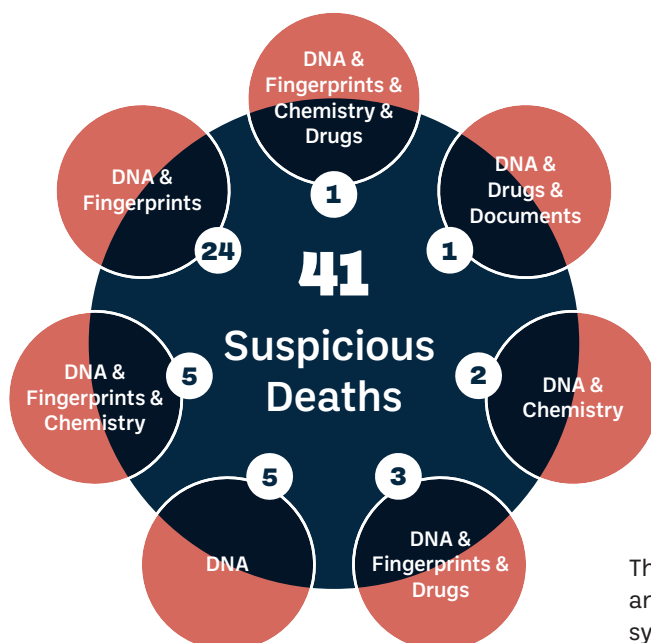 DNA &
Fingerprints &
Chemistry &
Drugs
1
DNA &
Drugs &
Documents
1
DNA &
Chemistry
2
DNA &
Fingerprints &
Drugs
3
DNA
5
DNA &
Fingerprints &
Chemistry
5
DNA &
Fingerprints
24
41
Suspicious
Deaths